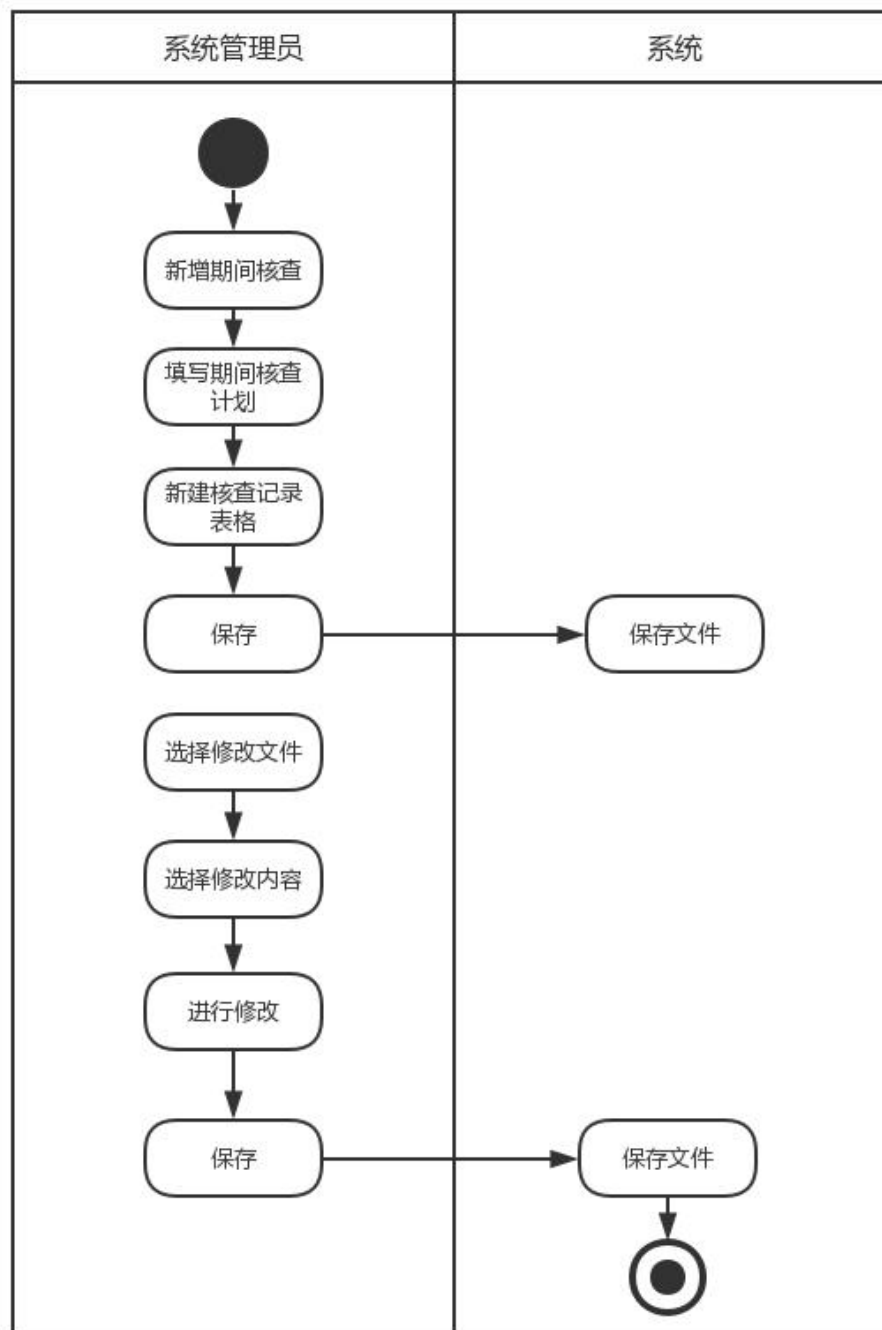 系统管理员
系统
新增期间核查
填写期间核查
计划
新建核查记录
表格
保存
保存文件
选择修改文件
选择修改内容
进行修改
保存
保存文件